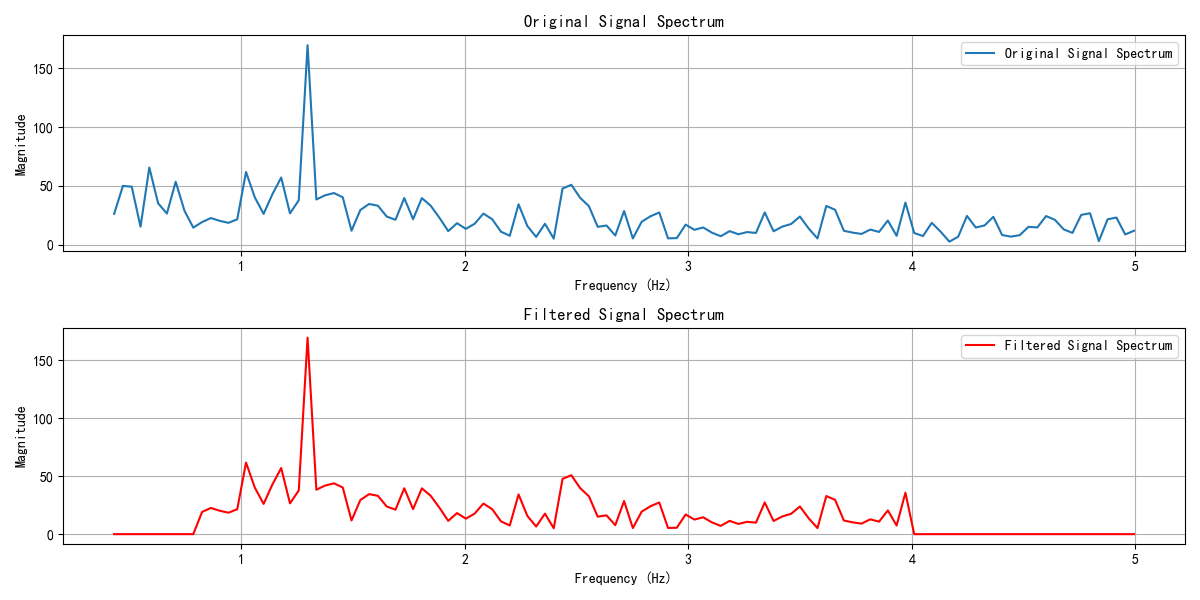 Original Signal Spectrum
Original Signal Spectrum
Magnitude
150
100
50
0
1 2 3 4 5
Frequency (Hz)
Filtered Signal Spectrum
Filtered Signal Spectrum
Magnitude
150
100
50
0
1 2 3 4 5
Frequency (Hz)